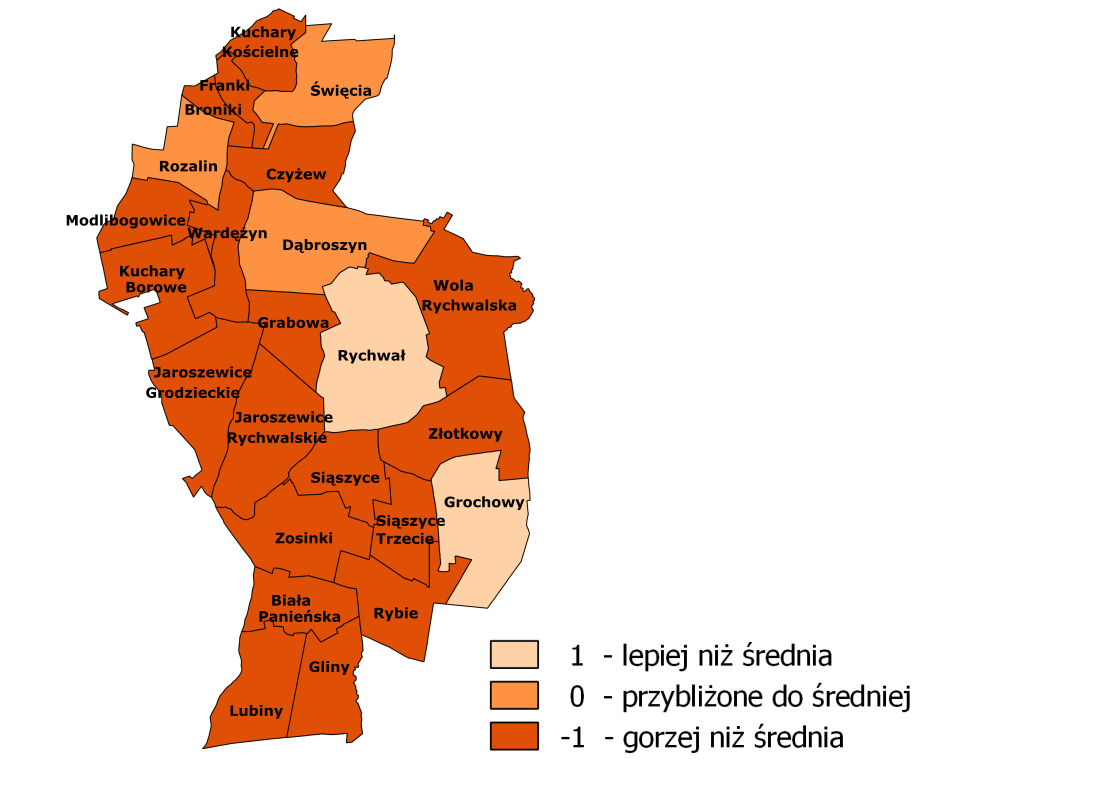 Kuchary
Kościelne
Franki
Święcia
Broniki
Rozalin
Czyżew
Modlibogowice
Wardężyn
Dąbroszyn
Kuchary
Borowe
Wola
Rychwalska
Grabowa
Rychwał
Jaroszewice
Grodzieckie
Jaroszewice
Rychwalskie
Złotkowy
Siąszyce
Grochowy
Siąszyce
Trzecie
Zosinki
Biała
Panieńska
Rybie
Gliny
Lubiny
1 - lepiej niż średnia
0 - przybliżone do średniej
-1 - gorzej niż średnia